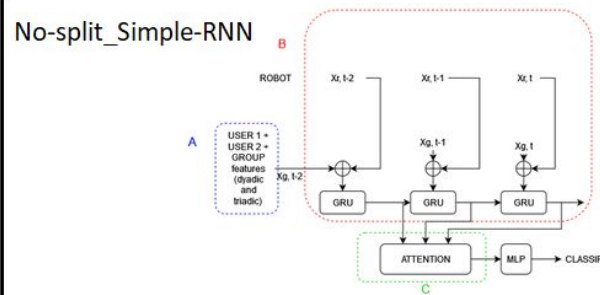 No-split_Simple-RNN
B
ROBOT
Xr, t-2
Xr, t-1
Xr, t
A
USER 1 +
USER 2 +
GROUP
features
(dyadic
and
triadic)
Xg, t-2
Xg, t-1
Xg, t
GRU
GRU
GRU
ATTENTION
MLP
CLASSIF
C